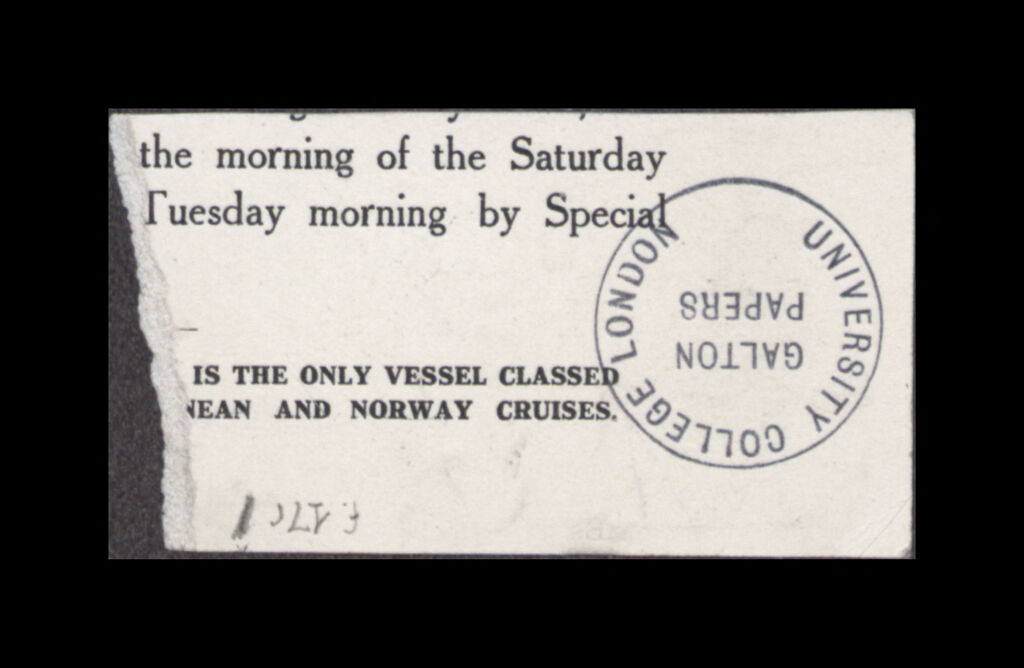 the morning of the Saturday
Tuesday morning by Special
IS THE ONLY VESSEL CLASSED
NEAN AND NORWAY CRUISES.
UNIVERSITY COLLEGE LONDON
GALTON
PAPERS